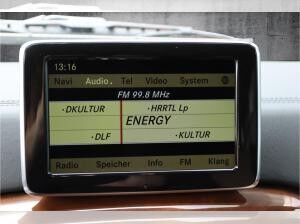 13:16
Navi Audio Tel Video System
FM 99.8 MHz
DKULTUR HRRTL Lp
ENERGY
DLF KULTUR
Radio Speicher Info FM Klang